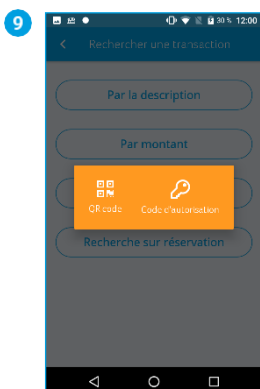 9
30 % 12:00
Rechercher une transaction
Par la description
Par montant
QR code Code d'autorisation
Recherche sur réservation